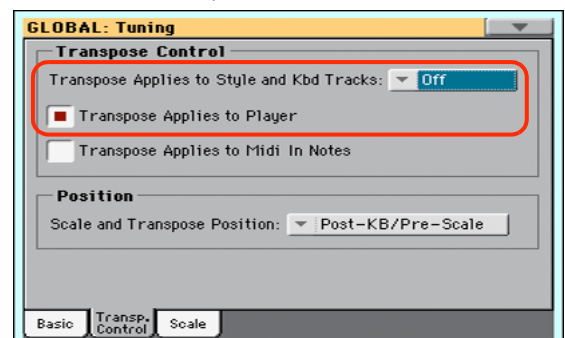 GLOBAL: Tuning
Transpose Control
Transpose Applies to Style and Kbd Tracks: Off
Transpose Applies to Player
Transpose Applies to Midi In Notes
Position
Scale and Transpose Position: Post-KB/Pre-Scale
Basic Transp. Control Scale